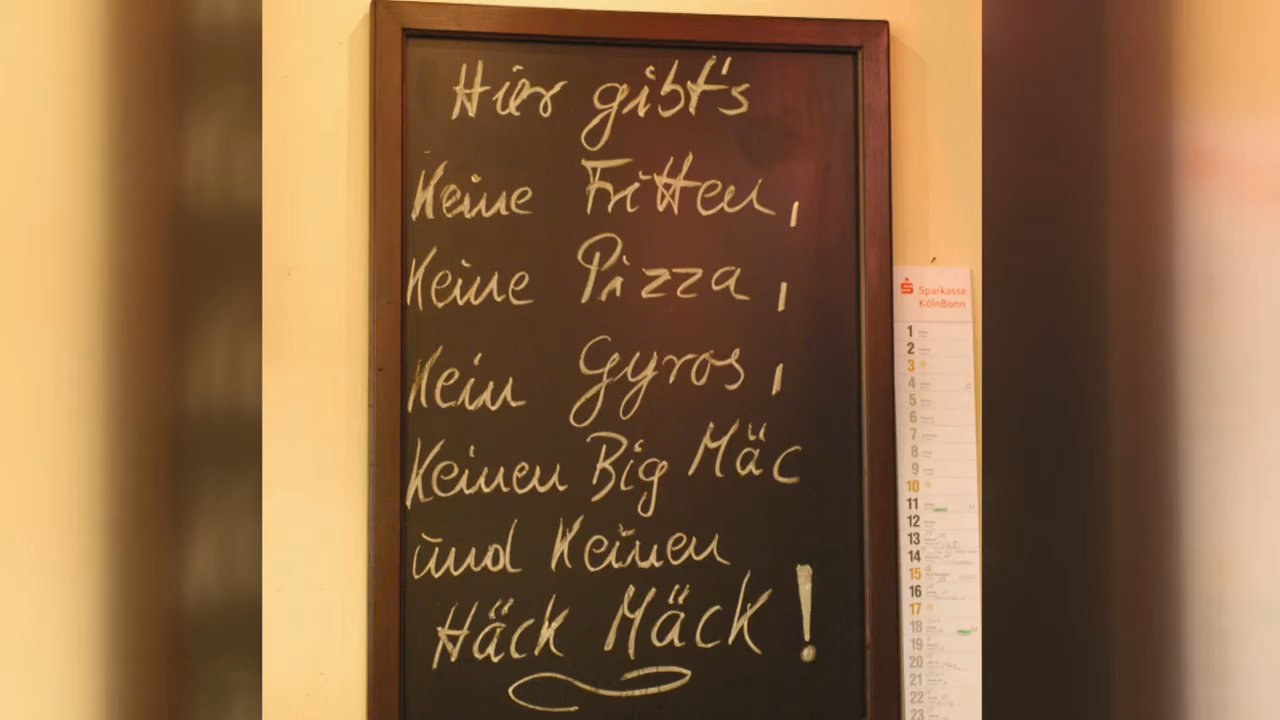 Hier gibt's
Keine Fritten,
Keine Pizza,
Kein Gyros,
Keinen Big Mäc
und Keinen
Häck Mäck!
Sparkasse
KölnBonn
1
2
3
4
5
6
7
8
9
10
11
12
13
14
15
16
17
18
19
20
21
22
23